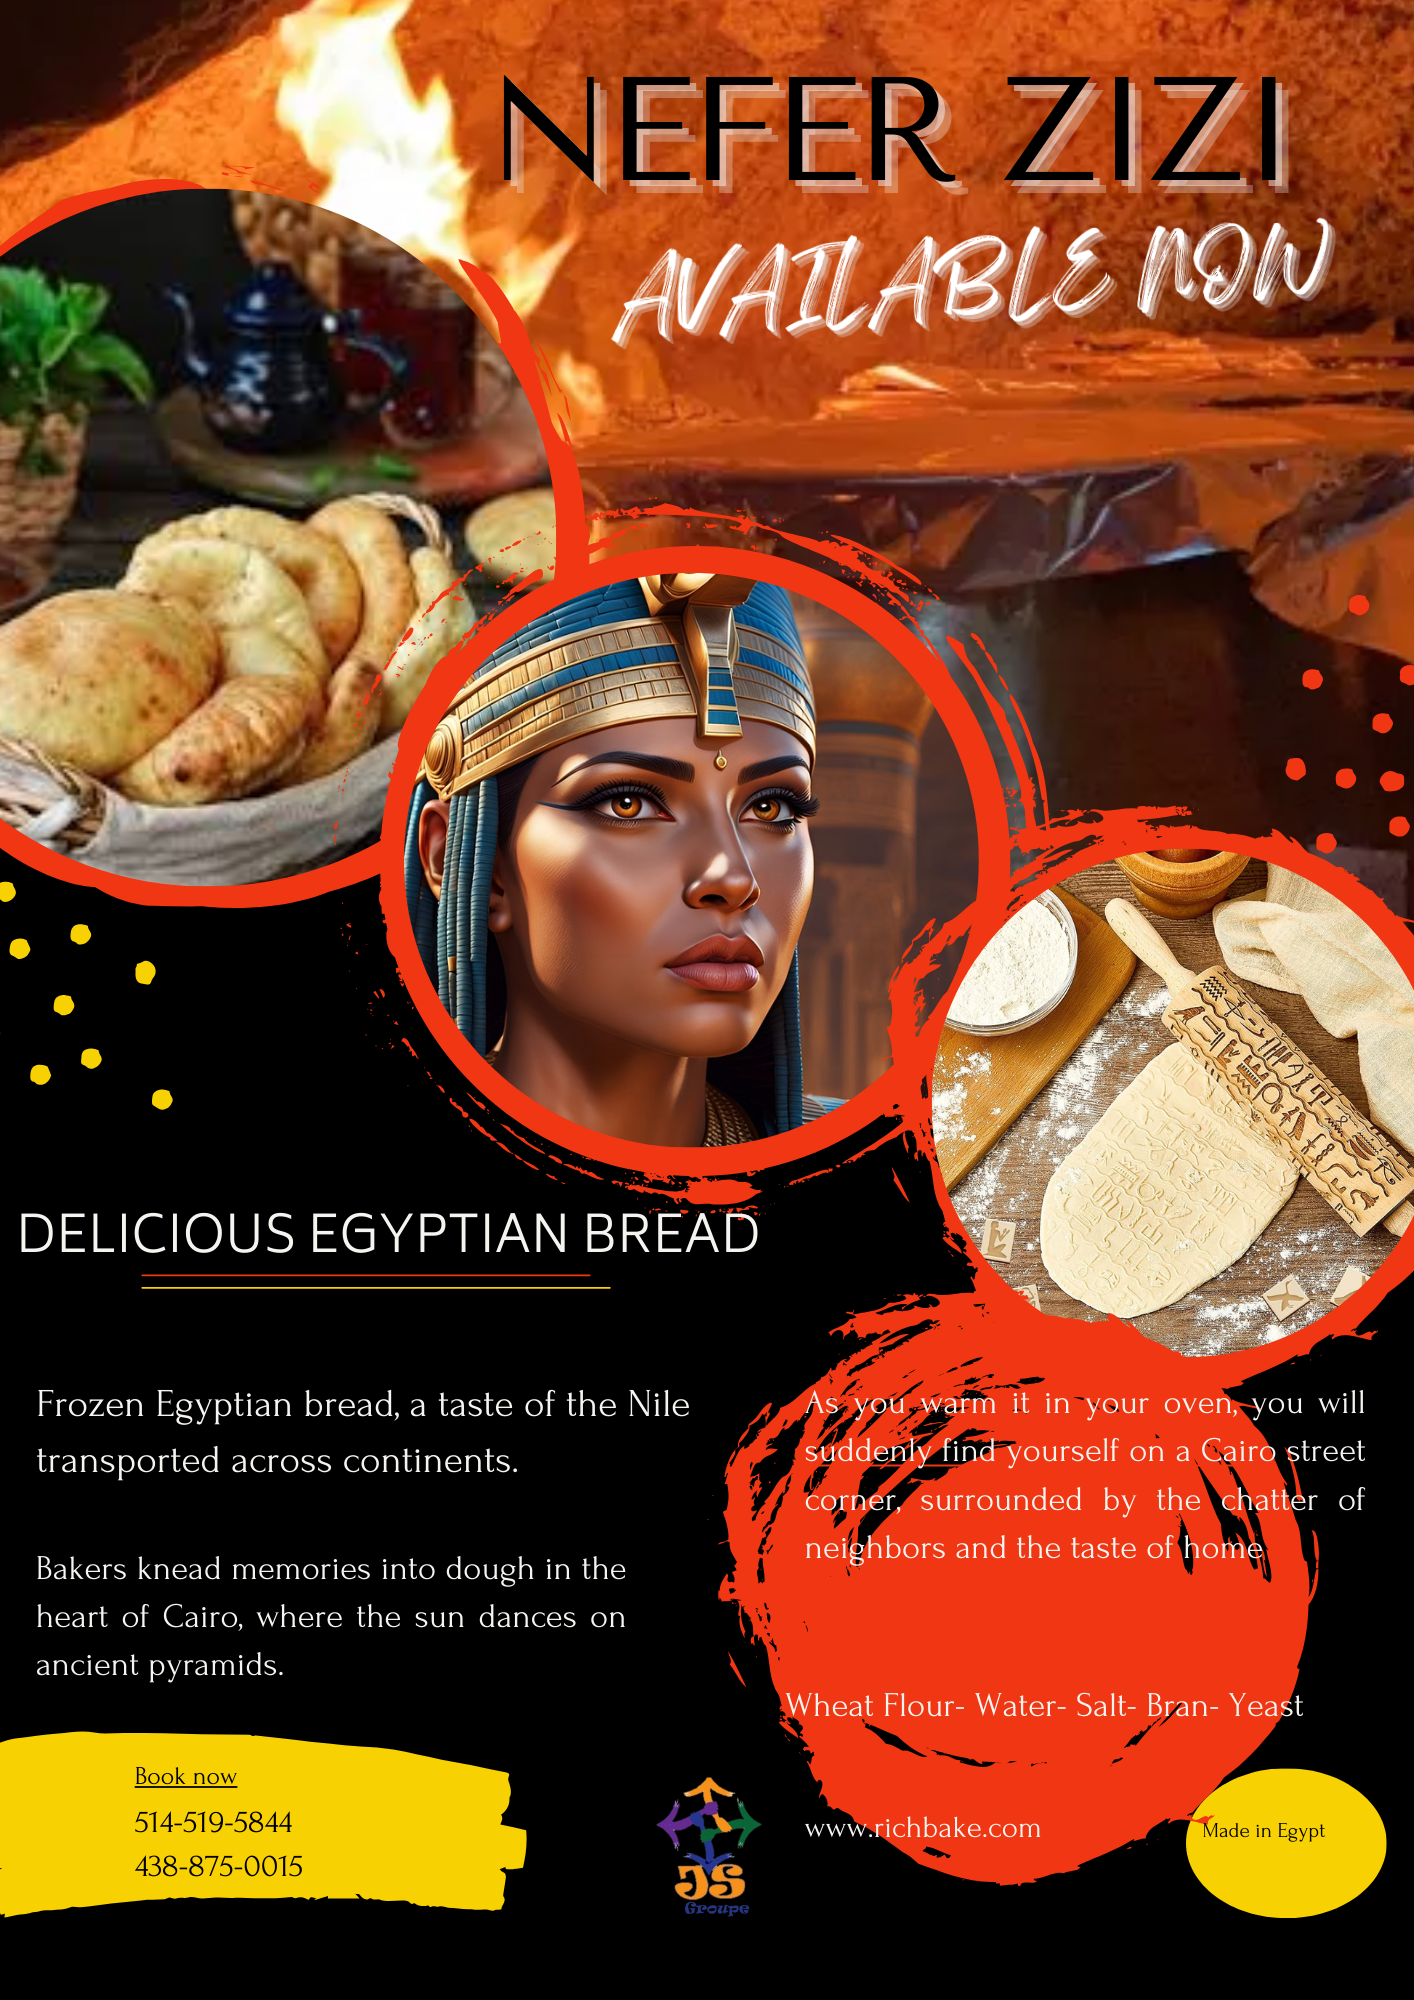 NEFER ZIZI
AVAILABLE NOW
DELICIOUS EGYPTIAN BREAD
Frozen Egyptian bread, a taste of the Nile
transported across continents.
Bakers knead memories into dough in the
heart of Cairo, where the sun dances on
ancient pyramids.
As you warm it in your oven, you will
suddenly find yourself on a Cairo street
corner, surrounded by the chatter of
neighbors and the taste of home
Wheat Flour- Water- Salt- Bran- Yeast
Book now
514-519-5844
438-875-0015
JS
Groupe
www.richbake.com
Made in Egypt